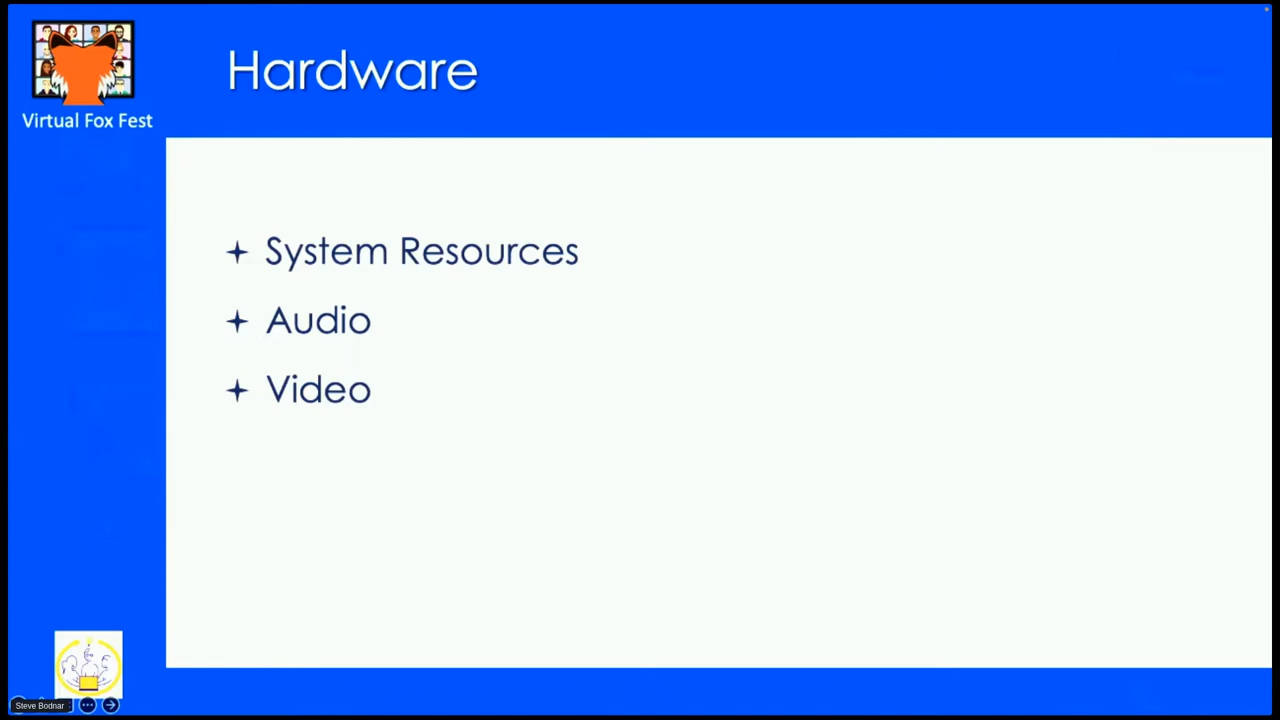 Hardware
Virtual Fox Fest
System Resources
Audio
Video
Steve Bodnar